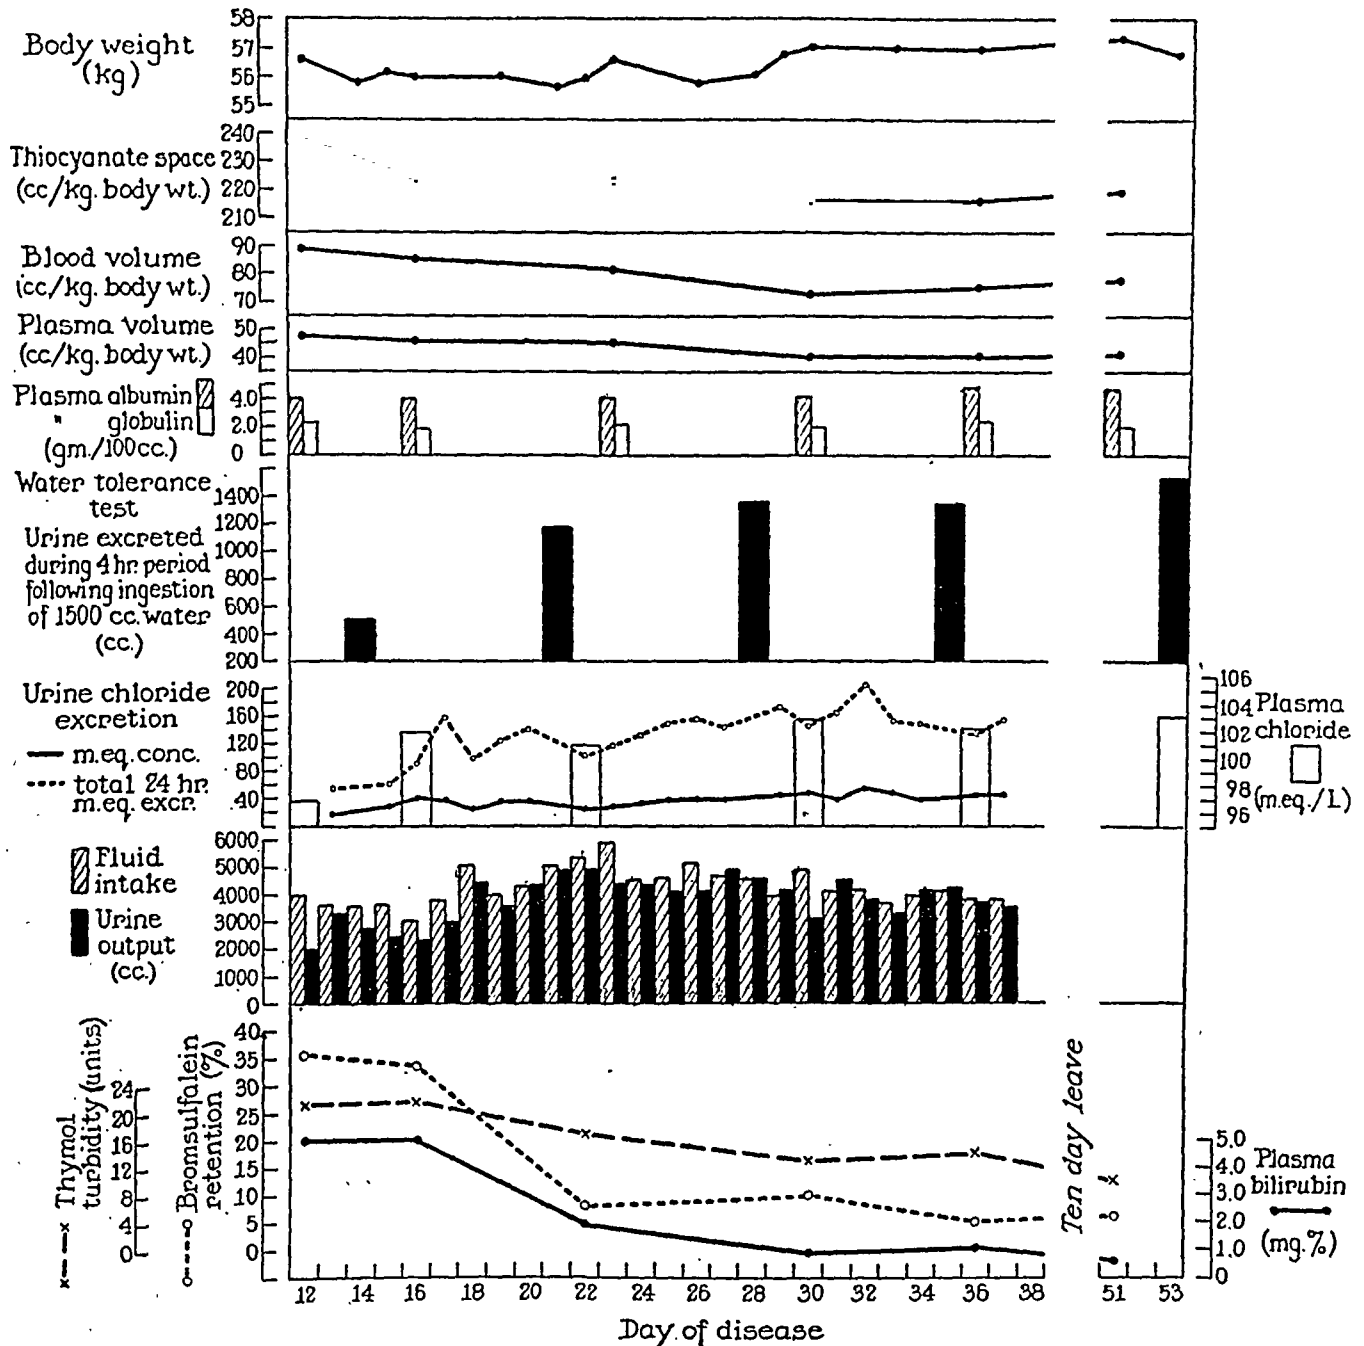 Body weight
(kg)
58
57
56
55
Thiocyanate space
(cc/kg. body wt.)
240
230
220
210
Blood volume
(cc/kg. body wt.)
90
80
70
Plasma volume
(cc/kg. body wt.)
50
40
Plasma albumin
" globulin
(gm./100cc.)
4.0
2.0
0
Water tolerance
test
Urine excreted
during 4 hr. period
following ingestion
of 1500 cc. water
(cc.)
1400
1200
1000
800
600
400
200
Urine chloride
excretion
m.eq. conc.
total 24 hr.
m.eq. excr.
200
160
120
80
40
106
104
102
100
98
96
Plasma
chloride
(m.eq./L)
Fluid
intake
Urine
output
(cc.)
6000
5000
4000
3000
2000
1000
0
Thymol
turbidity (units)
24
20
16
12
8
4
0
Bromsulfalein
retention (%)
40
35
30
25
20
15
10
5
0
Ten day leave
5.0
4.0
3.0
2.0
1.0
0
Plasma
bilirubin
(mg.%)
12 14 16 18 20 22 24 26 28 30 32 34 36 38 51 53
Day of disease